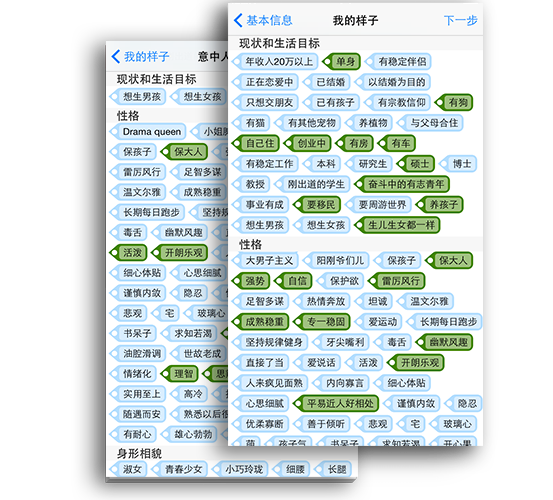 基本信息 我的样子 下一步
现状和生活目标
年收入20万以上 单身 有稳定伴侣
正在恋爱中 已结婚 以结婚为目的
只想交朋友 已有孩子 有宗教信仰 有狗
有猫 有其他宠物 养植物 与父母合住
自己住 创业中 有房 有车
有稳定工作 本科 研究生 硕士 博士
教授 刚出道的学生 奋斗中的有志青年
事业有成 要移民 要周游世界 养孩子
想生男孩 想生女孩 生儿生女都一样
性格
大男子主义 阳刚爷们儿 保孩子 保大人
强势 自信 保护欲 雷厉风行
足智多谋 热情奔放 坦诚 温文尔雅
成熟稳重 专一稳固 爱运动 长期每日跑步
坚持规律健身 牙尖嘴利 毒舌 幽默风趣
直接了当 爱说话 活泼 开朗乐观
人来疯见面熟 内向寡言 细心体贴
心思细腻 平易近人好相处 谨慎内敛 隐忍
优柔寡断 善于倾听 悲观 宅 玻璃心
萌 孩子气 书呆子 求知若渴 开心果
我的样子 意中人
现状和生活目标
想生男孩 想生女孩
性格
Drama queen 小姐
保孩子 保大人
雷厉风行 足智多谋
温文尔雅 成熟稳重
长期每日跑步 坚持规
毒舌 幽默风趣
活泼 开朗乐观
细心体贴 心思细腻
谨慎内敛 隐忍
悲观 宅 玻璃心
书呆子 求知若渴
油腔滑调 世故老成
情绪化 理智 思
实用至上 高冷
随遇而安 熟悉以后很
有耐心 雄心勃勃
身形相貌
淑女 青春少女 小巧玲珑 细腰 长腿